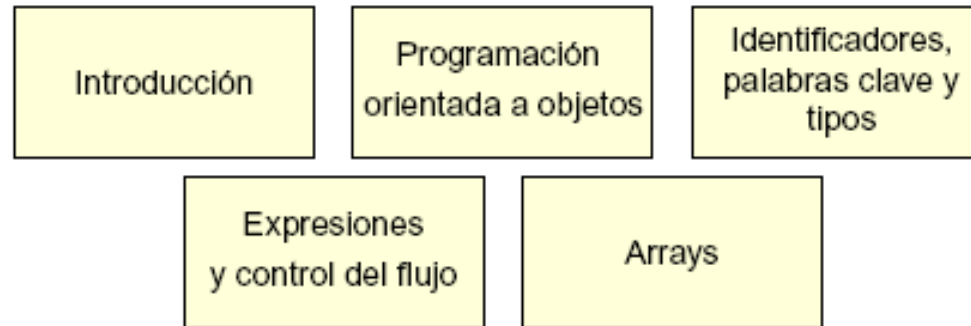 Introducción
Programación
orientada a objetos
Identificadores,
palabras clave y
tipos
Expresiones
y control del flujo
Arrays